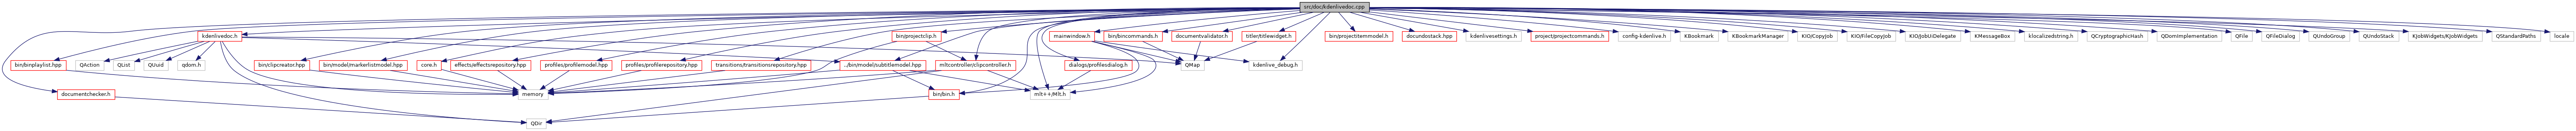 src/doc/kdenlivedoc.cpp
kdenlivedoc.h
bin/projectclip.h
mainwindow.h
bin/bincommands.h
documentvalidator.h
titler/titlewidget.h
bin/projectitemmodel.h
docundostack.hpp
kdenlivesettings.h
project/projectcommands.h
config-kdenlive.h
KBookmark
KBookmarkManager
KIO/CopyJob
KIO/FileCopyJob
KIO/JobUiDelegate
KMessageBox
klocalizedstring.h
QCryptographicHash
QDomImplementation
QFile
QFileDialog
QUndoGroup
QUndoStack
KJobWidgets/KJobWidgets
QStandardPaths
locale
bin/binplaylist.hpp
QAction
QList
QUuid
qdom.h
bin/clipcreator.hpp
bin/model/markerlistmodel.hpp
core.h
effects/effectsrepository.hpp
profiles/profilemodel.hpp
profiles/profilerepository.hpp
transitions/transitionsrepository.hpp
../bin/model/subtitlemodel.hpp
mltcontroller/clipcontroller.h
dialogs/profilesdialog.h
QMap
kdenlive_debug.h
documentchecker.h
memory
bin/bin.h
mlt++/Mlt.h
QDir